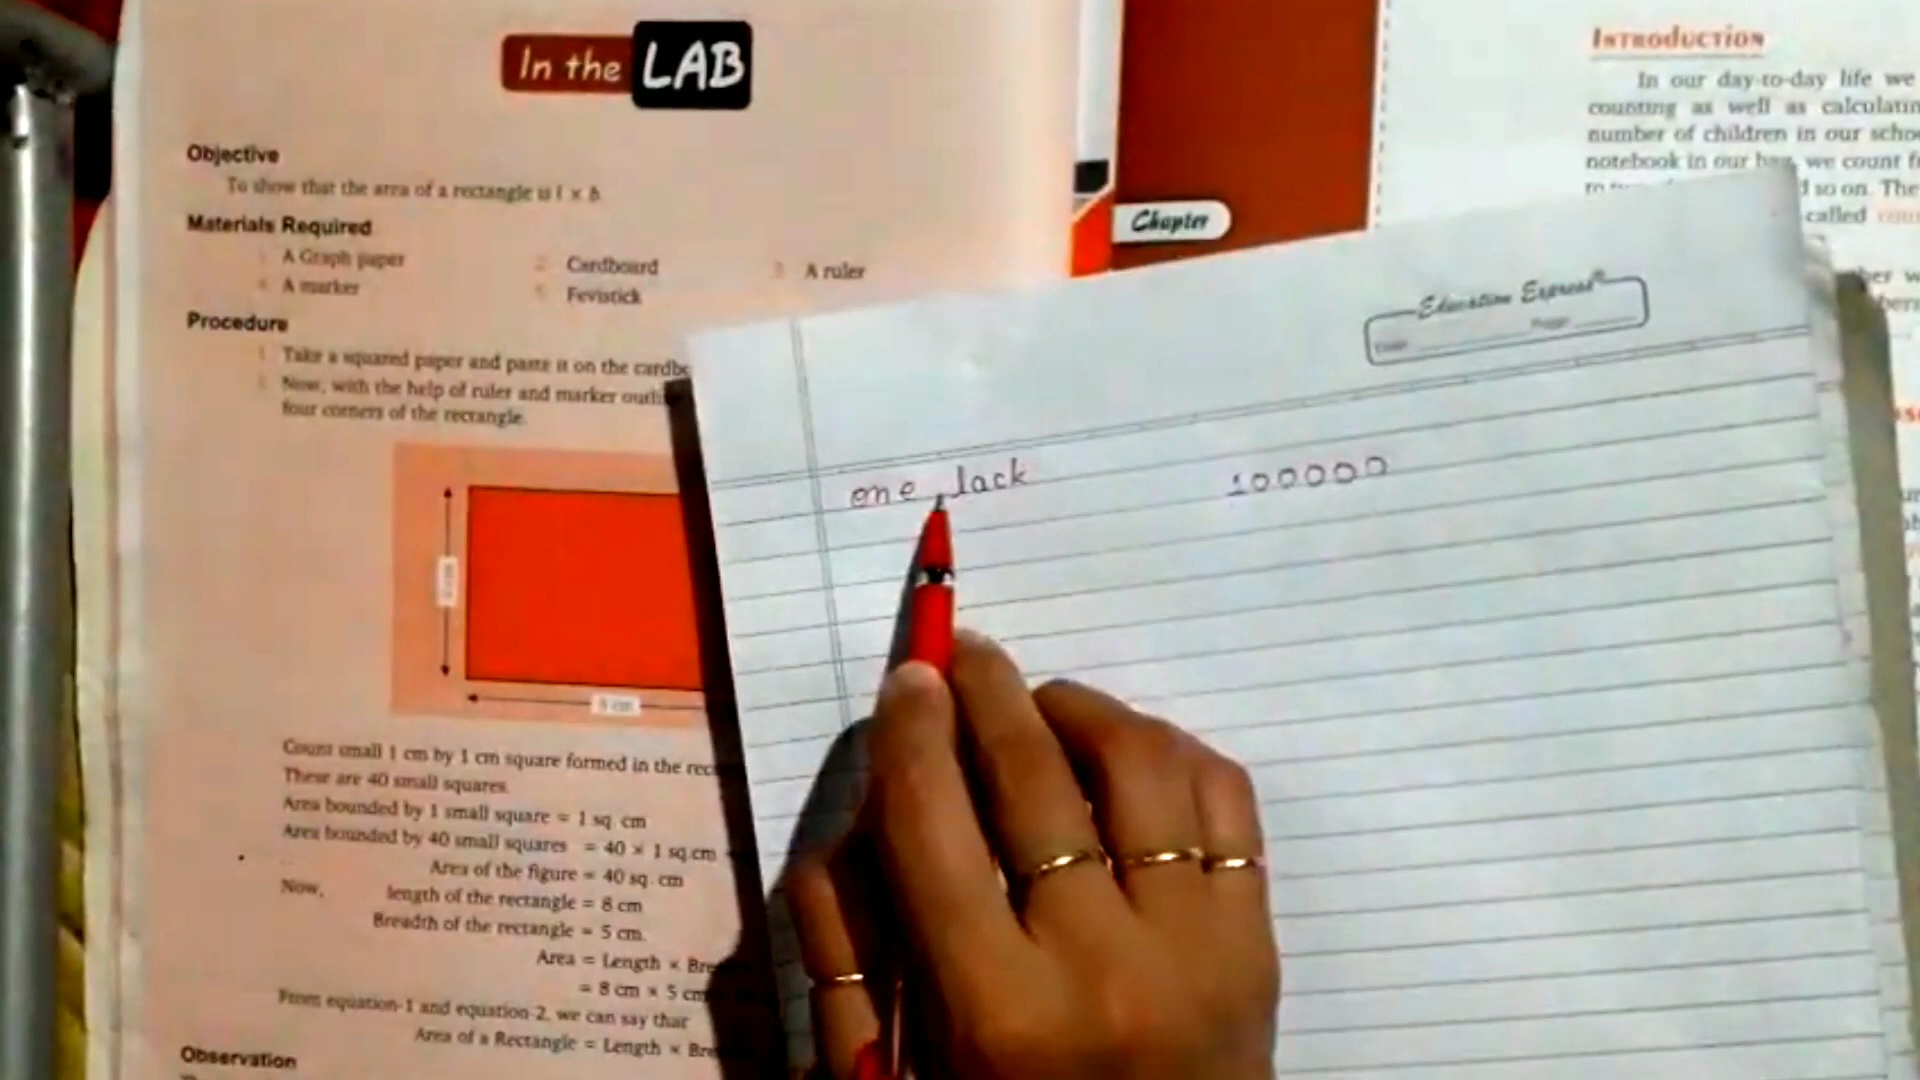 In the LAB
Objective
To show that the area of a rectangle is l × b.
Materials Required
1. A Graph paper 2. Cardboard 3. A ruler
4. A marker 5. Fevistick
Procedure
1. Take a squared paper and paste it on the cardbo
2. Now, with the help of ruler and marker outli
four corners of the rectangle.
Count small 1 cm by 1 cm square formed in the rec
These are 40 small squares.
Area bounded by 1 small square = 1 sq. cm
Area bounded by 40 small squares = 40 × 1 sq.cm
Area of the figure = 40 sq. cm
Now, length of the rectangle = 8 cm
Breadth of the rectangle = 5 cm.
Area = Length × Bre
= 8 cm × 5 cm
From equation-1 and equation-2, we can say that
Area of a Rectangle = Length × Bre
Observation
Chapter
INTRODUCTION
In our day-to-day life we
counting as well as calculatin
number of children in our scho
notebook in our bag, we count f
so on. The
called
Education Express
Page
one lack 100000